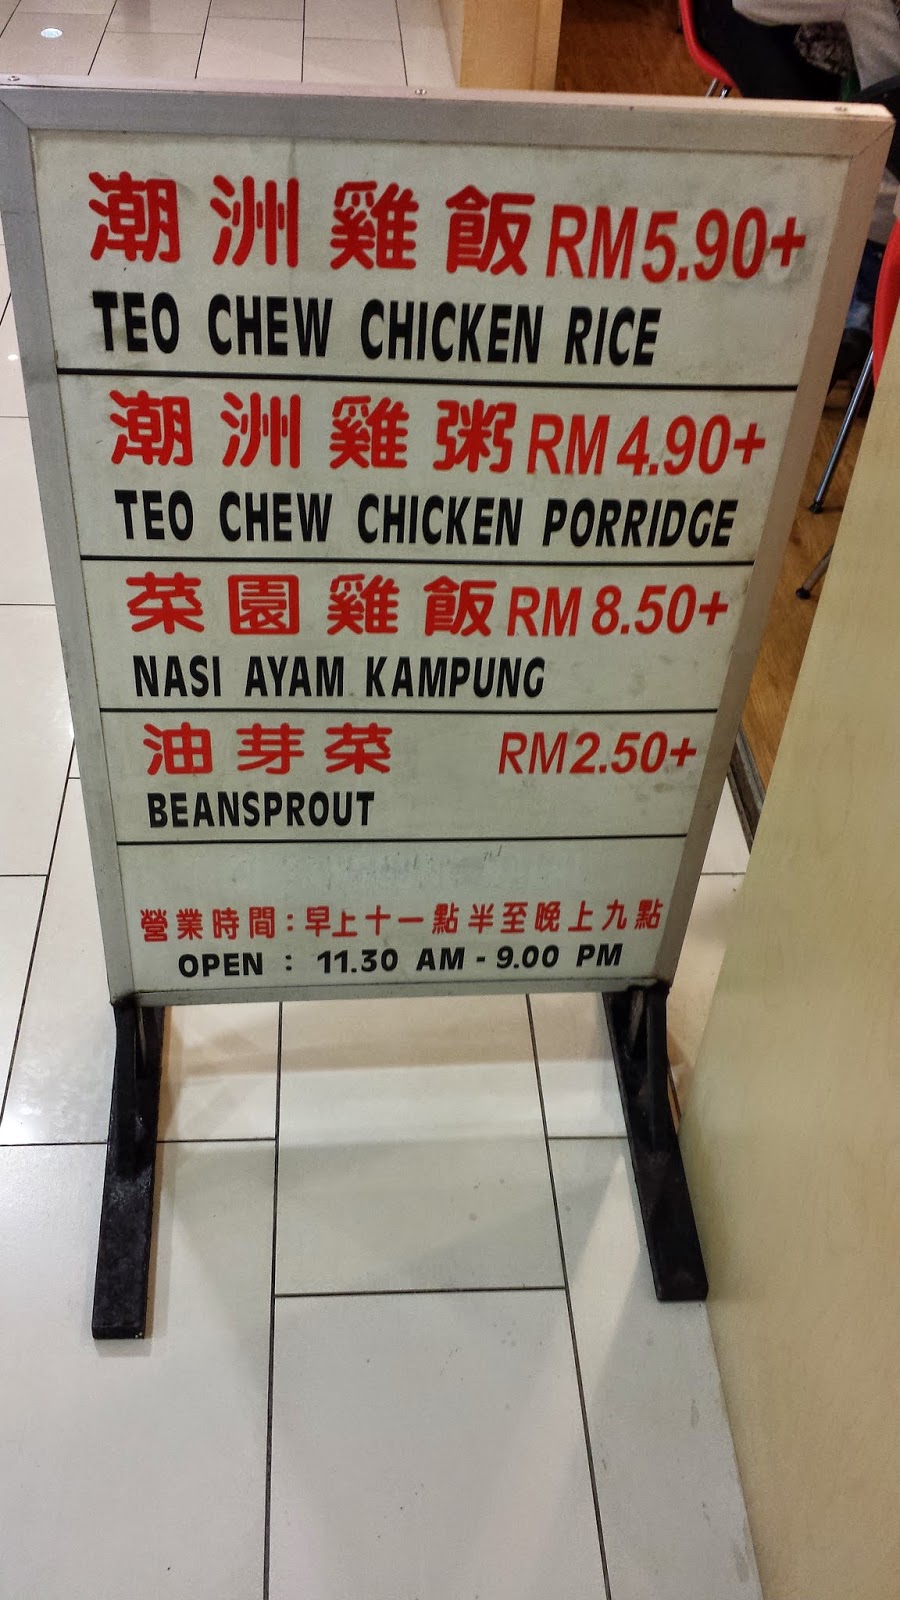 潮洲雞飯 RM5.90+
TEO CHEW CHICKEN RICE
潮洲雞粥 RM4.90+
TEO CHEW CHICKEN PORRIDGE
菜園雞飯 RM8.50+
NASI AYAM KAMPUNG
油芽菜 RM2.50+
BEANSPROUT
營業時間:早上十一點半至晚上九點
OPEN : 11.30 AM - 9.00 PM